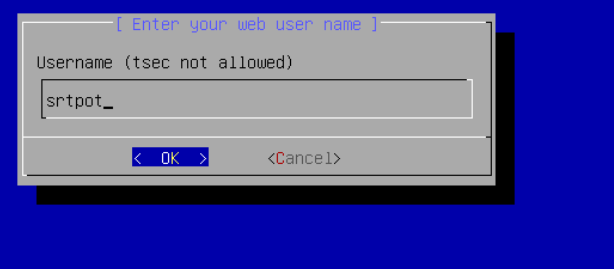 [ Enter your web user name ]
Username (tsec not allowed)
srtpot_
< OK > <Cancel>